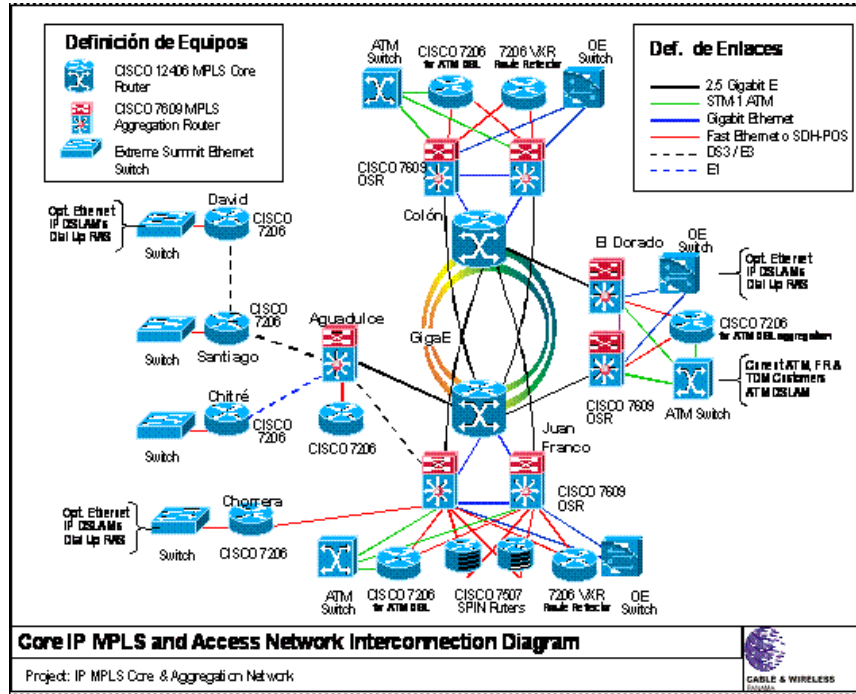 Definición de Equipos
CISCO 12406 MPLS Core
Router
CISCO 7609 MPLS
Aggregation Router
Extreme Summit Ethernet
Switch
ATM
Switch
CISCO 7206
for ATM DSL
7206 VXR
Route Reflector
OE
Switch
Def. de Enlaces
2.5 Gigabit E
STM-1 ATM
Gigabit Ethernet
Fast Ethernet o SDH-POS
DS3 / E3
E1
CISCO 7609
OSR
Colón
David
Opt. Ethernet
IP DSLAMs
Dial Up RAS
CISCO
7206
Switch
El Dorado
OE
Switch
Opt. Ethernet
IP DSLAMs
Dial Up RAS
CISCO
7206
Santiago
Switch
Aguadulce
GigaE
CISCO 7206
for ATM DSL aggregation
CISCO 7609
OSR
ATM Switch
Current ATM, FR &
TDM Customers
ATM DSLAM
Chitré
CISCO
7206
Switch
CISCO 7206
Juan
Franco
CISCO 7609
OSR
Opt. Ethernet
IP DSLAMs
Dial Up RAS
Chorrera
Switch
CISCO 7206
ATM
Switch
CISCO 7206
for ATM DSL
CISCO 7507
SPIN Ruters
7206 VXR
Route Reflector
OE
Switch
Core IP MPLS and Access Network Interconnection Diagram
Project: IP MPLS Core & Aggregation Network
CABLE & WIRELESS
PANAMA